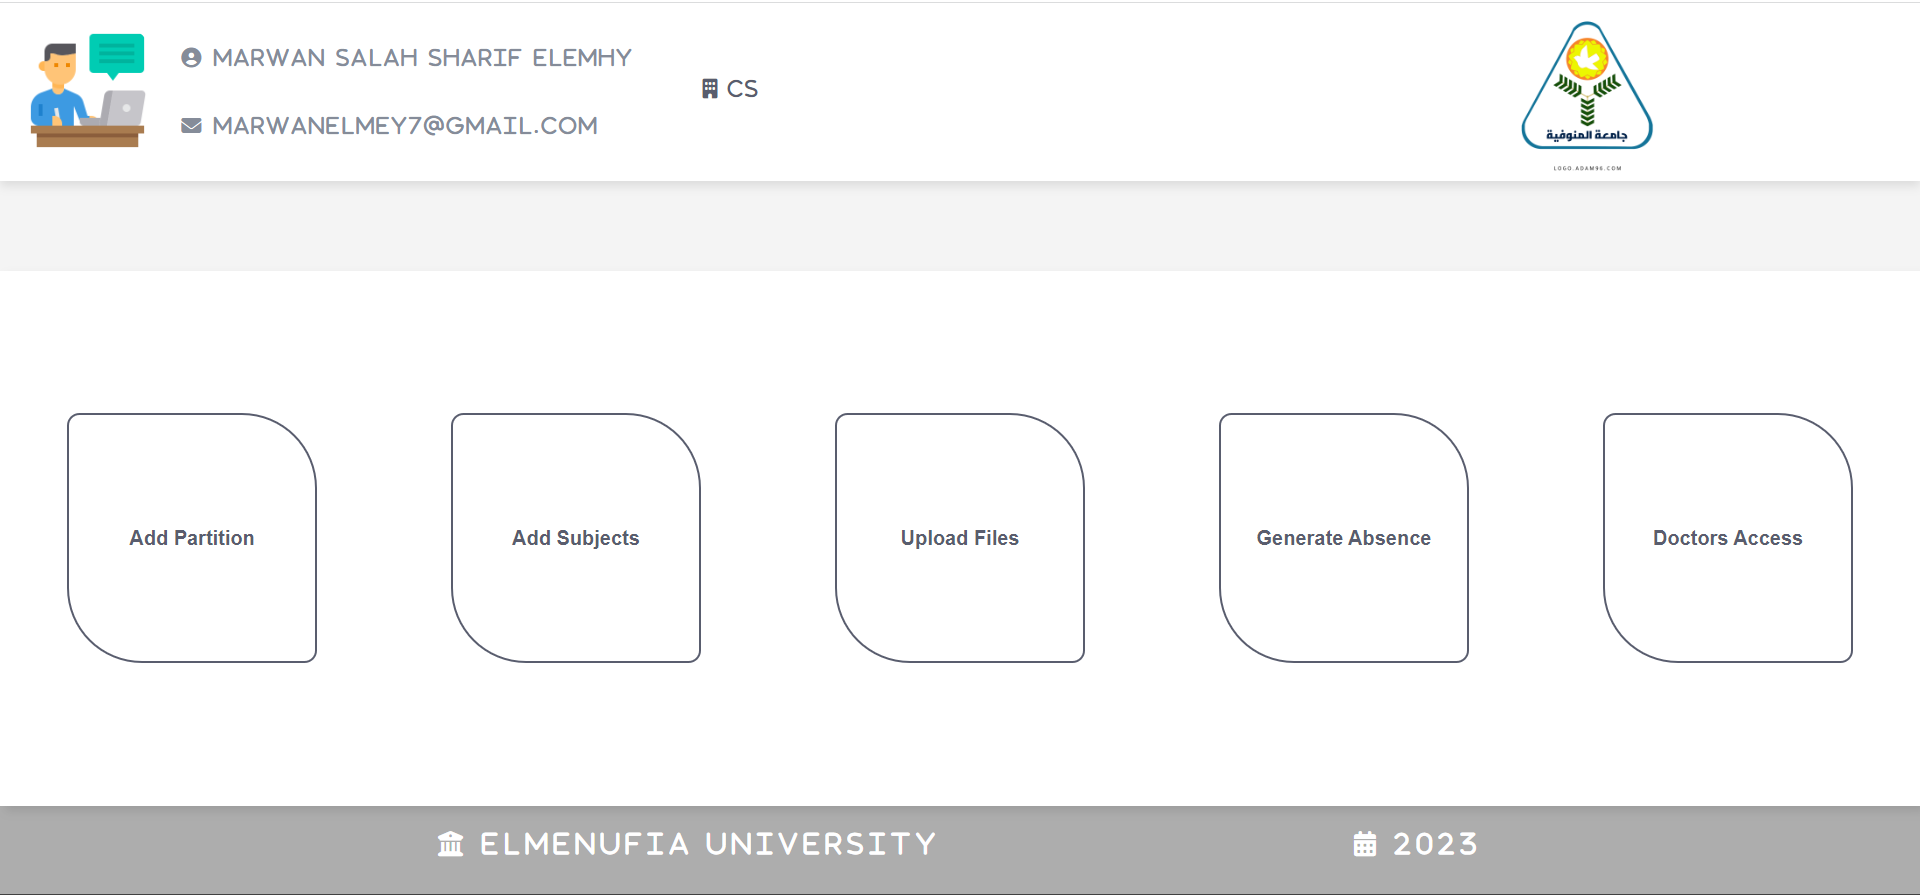 MARWAN SALAH SHARIF ELEMHY
MARWANELMEY7@GMAIL.COM
CS
جامعة المنوفية
LOGO.ADAM96.COM
Add Partition
Add Subjects
Upload Files
Generate Absence
Doctors Access
ELMENUFIA UNIVERSITY
2023